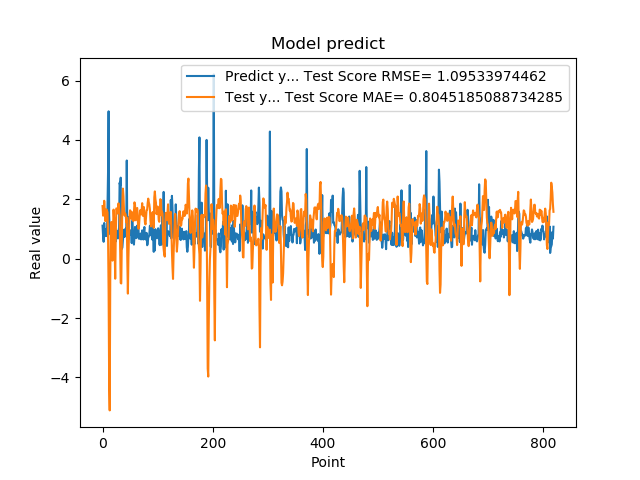 Model predict
Predict y... Test Score RMSE= 1.09533974462
Test y... Test Score MAE= 0.8045185088734285
6
4
2
0
−2
−4
Real value
0 200 400 600 800
Point